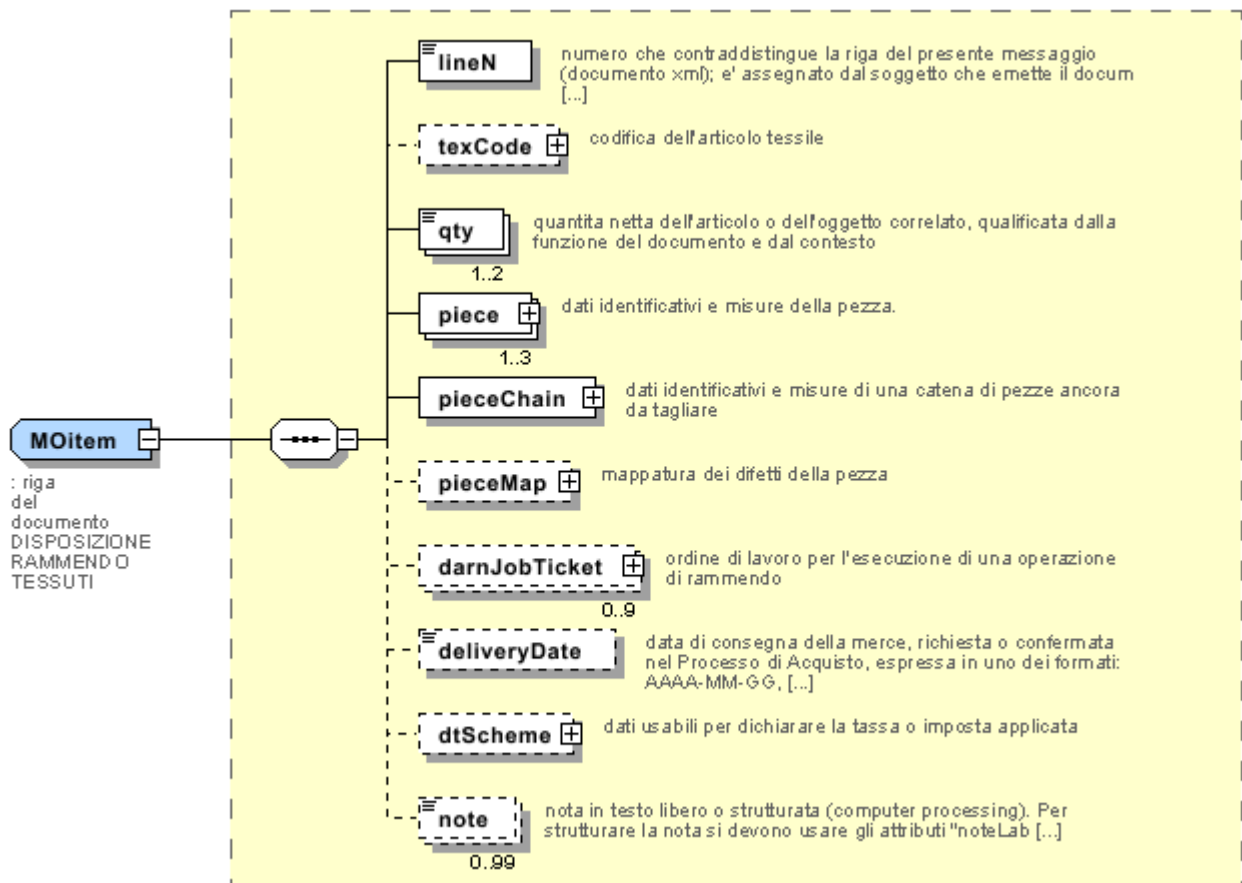 lineN
numero che contraddistingue la riga del presente messaggio
(documento xml); e' assegnato dal soggetto che emette il docum
[...]
texCode
codifica dell'articolo tessile
qty
quantita netta dell'articolo o dell'oggetto correlato, qualificata dalla
funzione del documento e dal contesto
1..2
piece
dati identificativi e misure della pezza.
1..3
pieceChain
dati identificativi e misure di una catena di pezze ancora
da tagliare
MOitem
: riga
del
documento
DISPOSIZIONE
RAMMENDO
TESSUTI
pieceMap
mappatura dei difetti della pezza
darnJobTicket
ordine di lavoro per l'esecuzione di una operazione
di rammendo
0..9
deliveryDate
data di consegna della merce, richiesta o confermata
nel Processo di Acquisto, espressa in uno dei formati:
AAAA-MM-GG, [...]
dtScheme
dati usabili per dichiarare la tassa o imposta applicata
note
nota in testo libero o strutturata (computer processing). Per
strutturare la nota si devono usare gli attributi "noteLab [...]
0..99